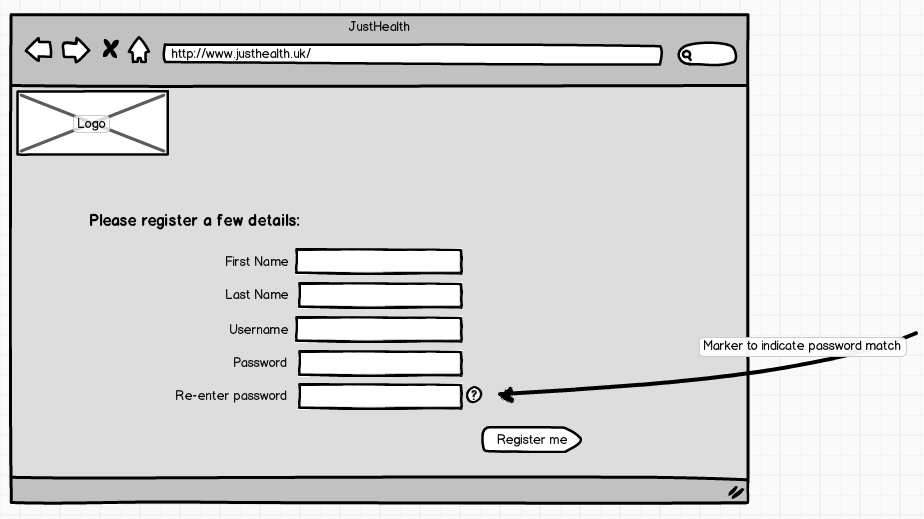 JustHealth
http://www.justhealth.uk/
Logo
Please register a few details:
First Name
Last Name
Username
Password
Marker to indicate password match
Re-enter password ?
Register me